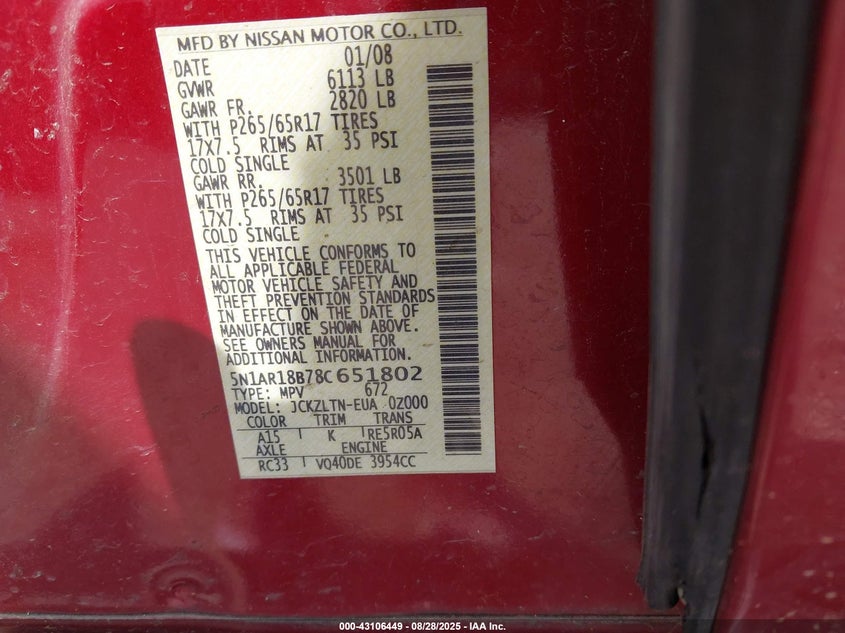 MFD BY NISSAN MOTOR CO., LTD.
DATE 01/08
GVWR 6113 LB
GAWR FR. 2820 LB
WITH P265/65R17 TIRES
17X7.5 RIMS AT 35 PSI
COLD SINGLE
GAWR RR. 3501 LB
WITH P265/65R17 TIRES
17X7.5 RIMS AT 35 PSI
COLD SINGLE
THIS VEHICLE CONFORMS TO
ALL APPLICABLE FEDERAL
MOTOR VEHICLE SAFETY AND
THEFT PREVENTION STANDARDS
IN EFFECT ON THE DATE OF
MANUFACTURE SHOWN ABOVE.
SEE OWNERS MANUAL FOR
ADDITIONAL INFORMATION.
5N1AR18B78C651802
TYPE: MPV 672
MODEL: JCKZLTN-EUA 0Z000
COLOR TRIM TRANS
A15 K RE5R05A
AXLE ENGINE
RC33 VQ40DE 3954CC
000-43106449 - 08/28/2025 - IAA Inc.